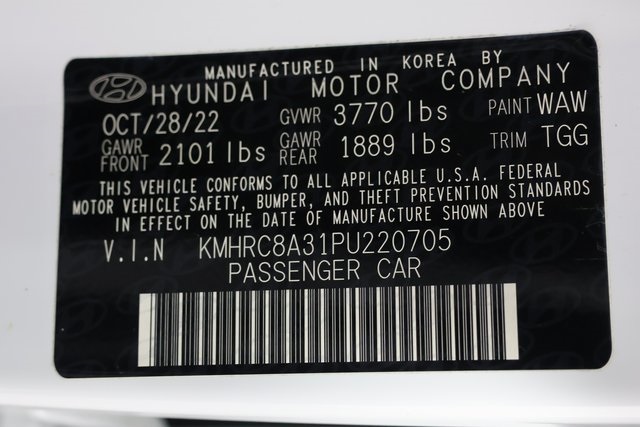 MANUFACTURED IN KOREA BY
HYUNDAI MOTOR COMPANY
OCT/28/22 GVWR 3770 lbs PAINT WAW
GAWR FRONT 2101 lbs GAWR REAR 1889 lbs TRIM TGG
THIS VEHICLE CONFORMS TO ALL APPLICABLE U.S.A. FEDERAL
MOTOR VEHICLE SAFETY, BUMPER, AND THEFT PREVENTION STANDARDS
IN EFFECT ON THE DATE OF MANUFACTURE SHOWN ABOVE
V.I.N KMHRC8A31PU220705
PASSENGER CAR